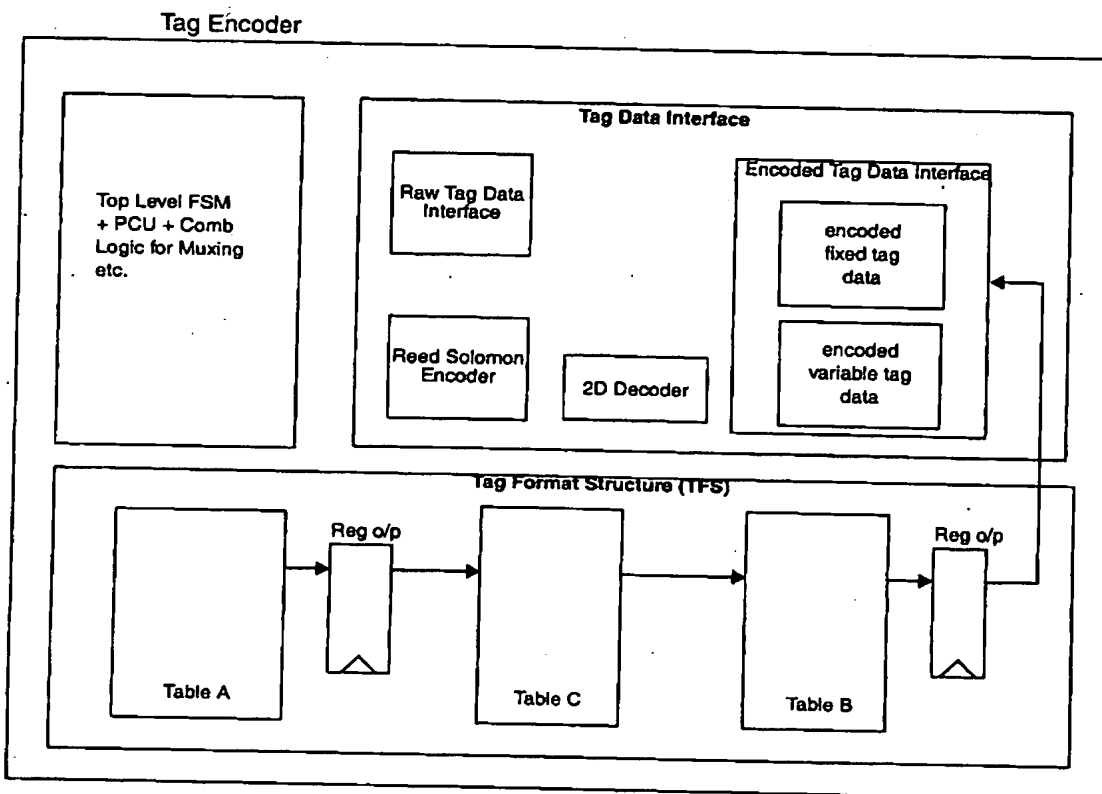 Tag Encoder
Top Level FSM
+ PCU + Comb
Logic for Muxing
etc.
Tag Data Interface
Raw Tag Data
Interface
Reed Solomon
Encoder
2D Decoder
Encoded Tag Data Interface
encoded
fixed tag
data
encoded
variable tag
data
Tag Format Structure (TFS)
Table A
Reg o/p
Table C
Table B
Reg o/p